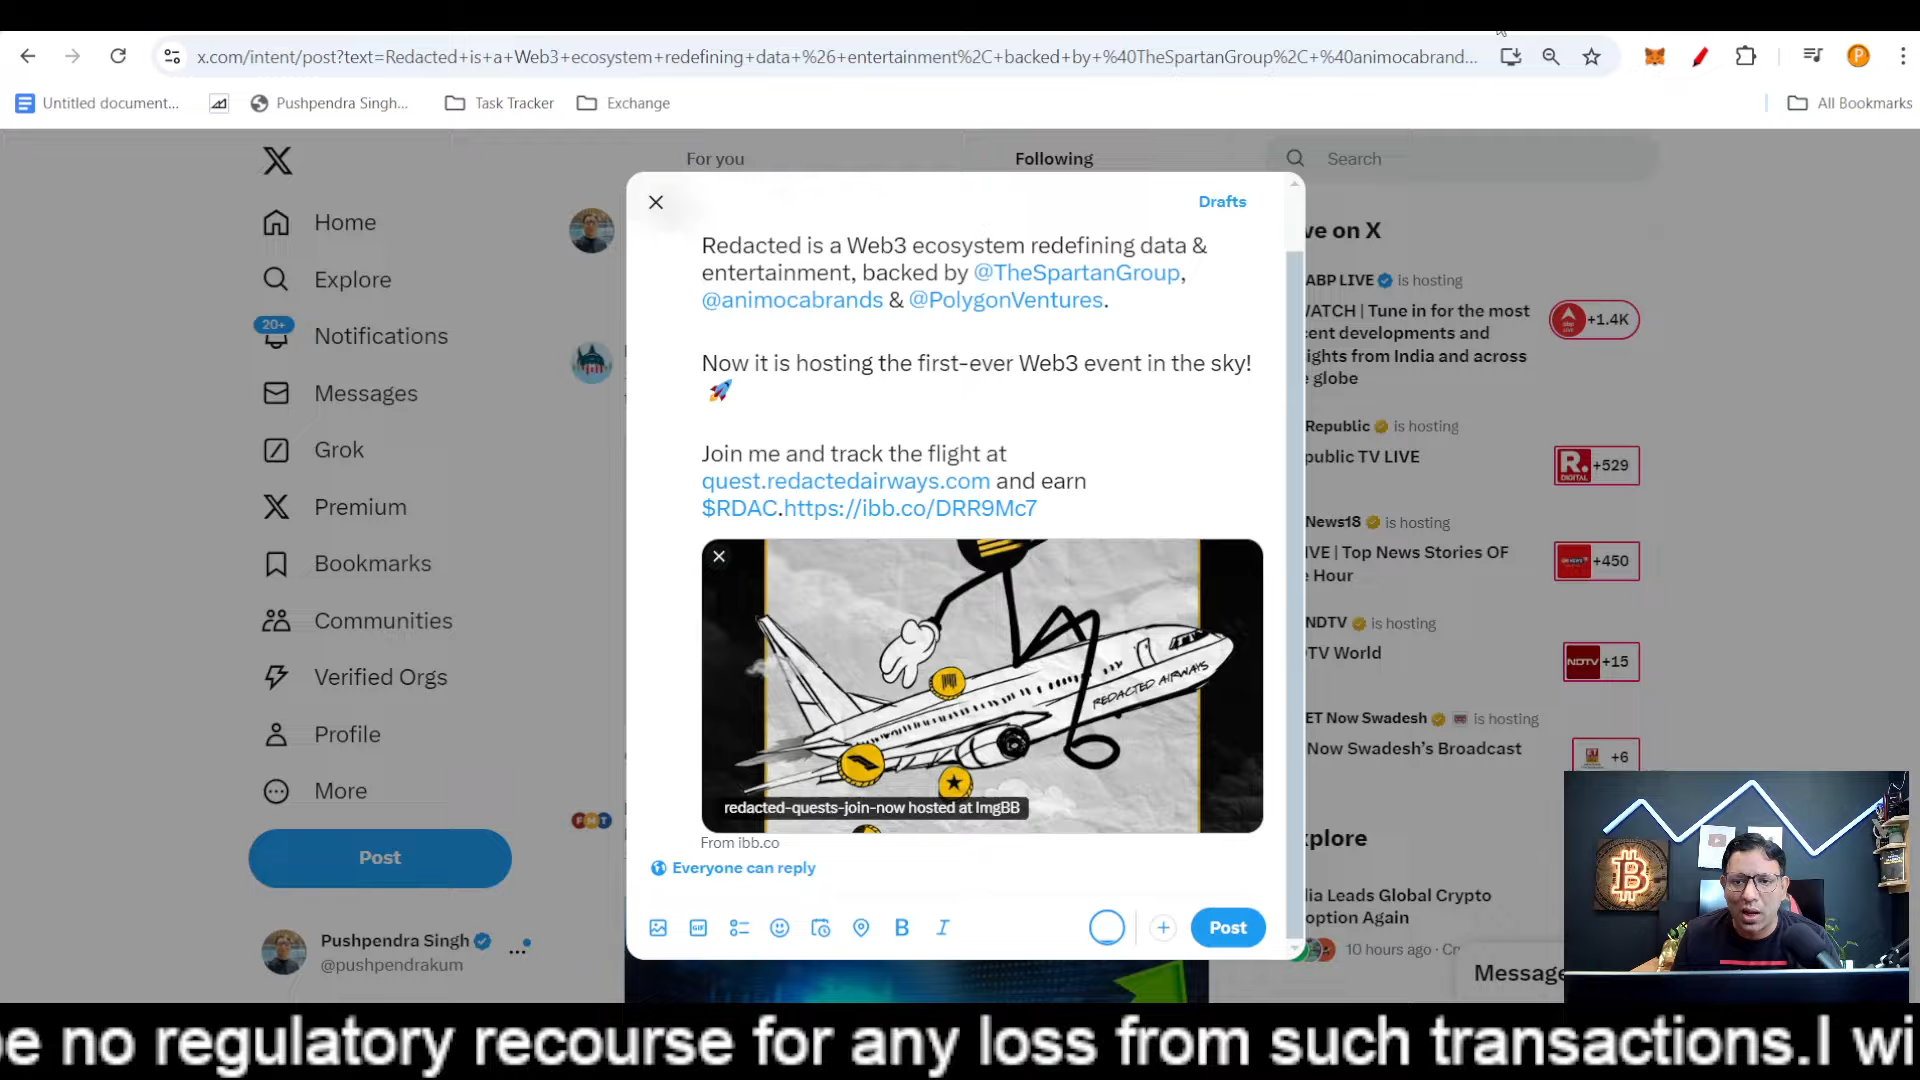 x.com/intent/post?text=Redacted+is+a+Web3+ecosystem+redefining+data+%26+entertainment%2C+backed+by+%40TheSpartanGroup%2C+%40animocabrand...
Untitled document...
Pushpendra Singh...
Task Tracker
Exchange
All Bookmarks
For you
Following
Search
Home
Explore
20+
Notifications
Messages
Grok
Premium
Bookmarks
Communities
Verified Orgs
Profile
More
Post
Pushpendra Singh
@pushpendrakum
Drafts
Redacted is a Web3 ecosystem redefining data &
entertainment, backed by @TheSpartanGroup,
@animocabrands & @PolygonVentures.
Now it is hosting the first-ever Web3 event in the sky!
🚀
Join me and track the flight at
quest.redactedairways.com and earn
$RDAC.https://ibb.co/DRR9Mc7
REDACTED AIRWAYS
redacted-quests-join-now hosted at ImgBB
From ibb.co
Everyone can reply
GIF
B
I
Post
ve on X
ABP LIVE is hosting
VATCH | Tune in for the most
cent developments and
ights from India and across
e globe
+1.4K
Republic is hosting
public TV LIVE
R.
DIGITAL
+529
News18 is hosting
IVE | Top News Stories OF
e Hour
+450
NDTV is hosting
TV World
NDTV
+15
ET Now Swadesh is hosting
Now Swadesh's Broadcast
+6
xplore
lia Leads Global Crypto
option Again
10 hours ago · Cr
Message
be no regulatory recourse for any loss from such transactions.I wi